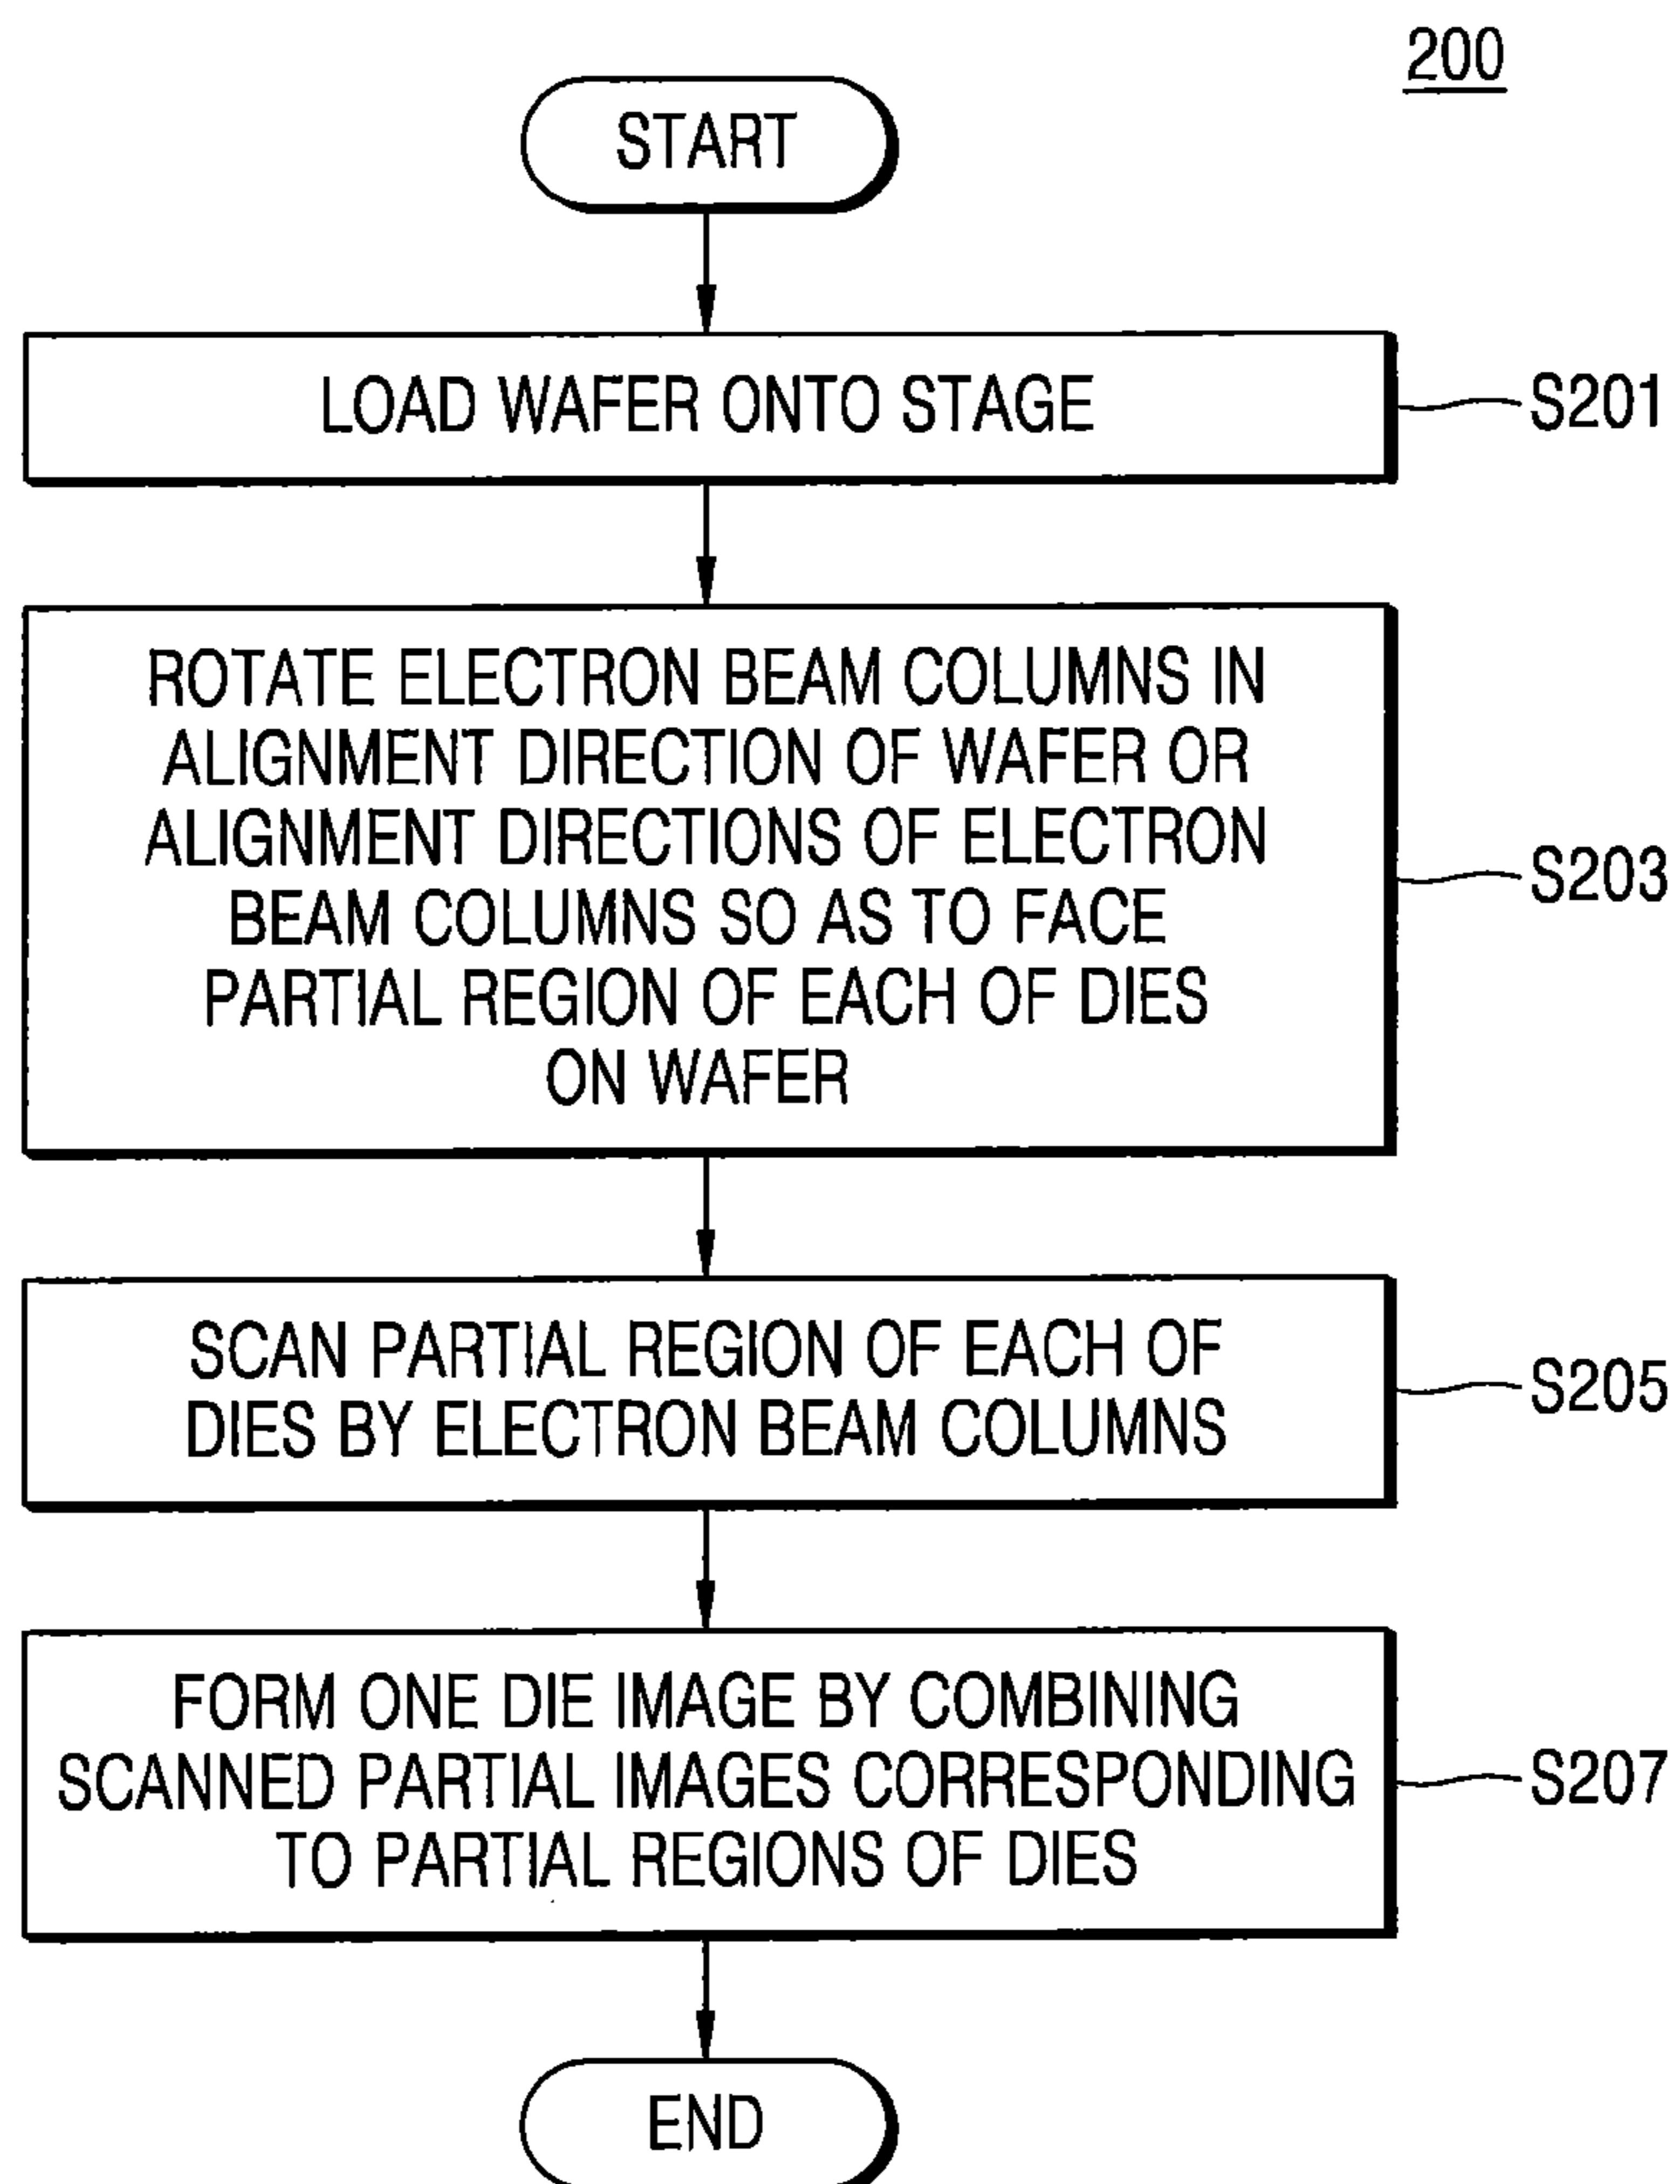 200
START
LOAD WAFER ONTO STAGE
S201
ROTATE ELECTRON BEAM COLUMNS IN
ALIGNMENT DIRECTION OF WAFER OR
ALIGNMENT DIRECTIONS OF ELECTRON
BEAM COLUMNS SO AS TO FACE
PARTIAL REGION OF EACH OF DIES
ON WAFER
S203
SCAN PARTIAL REGION OF EACH OF
DIES BY ELECTRON BEAM COLUMNS
S205
FORM ONE DIE IMAGE BY COMBINING
SCANNED PARTIAL IMAGES CORRESPONDING
TO PARTIAL REGIONS OF DIES
S207
END